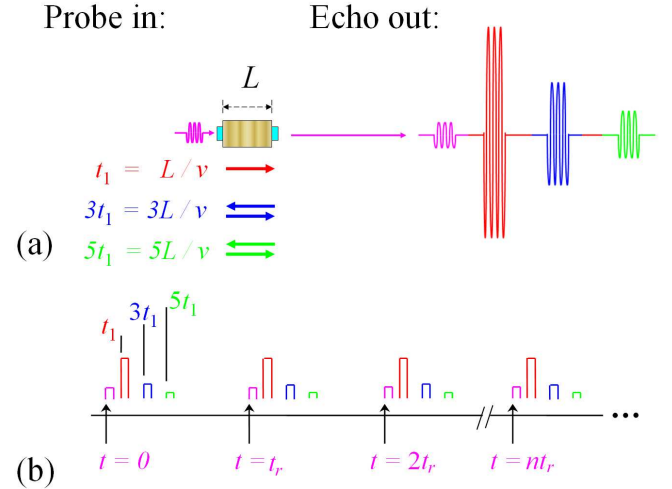 Probe in:
Echo out:
L
t₁ = L / v
3t₁ = 3L / v
5t₁ = 5L / v
(a)
t₁
3t₁
5t₁
•••
t = 0
t = tᵣ
t = 2tᵣ
t = ntᵣ
(b)